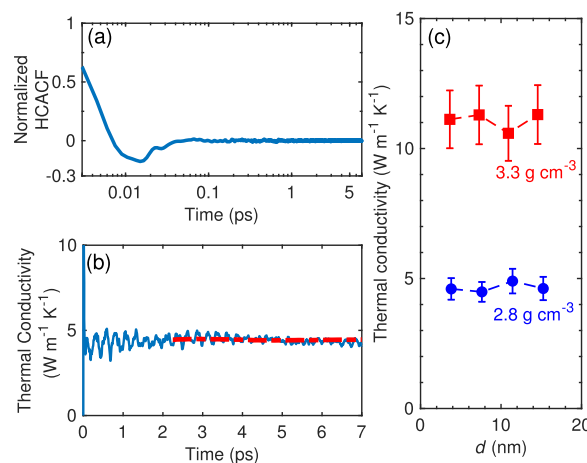 (a)
Normalized
HCACF
1
0.5
0
-0.3
0.01
0.1
1
5
Time (ps)
(b)
Thermal Conductivity
(W m⁻¹ K⁻¹)
10
5
0
0
1
2
3
4
5
6
7
Time (ps)
(c)
Thermal conductivity (W m⁻¹ K⁻¹)
15
10
5
0
3.3 g cm⁻³
2.8 g cm⁻³
0
10
20
d (nm)